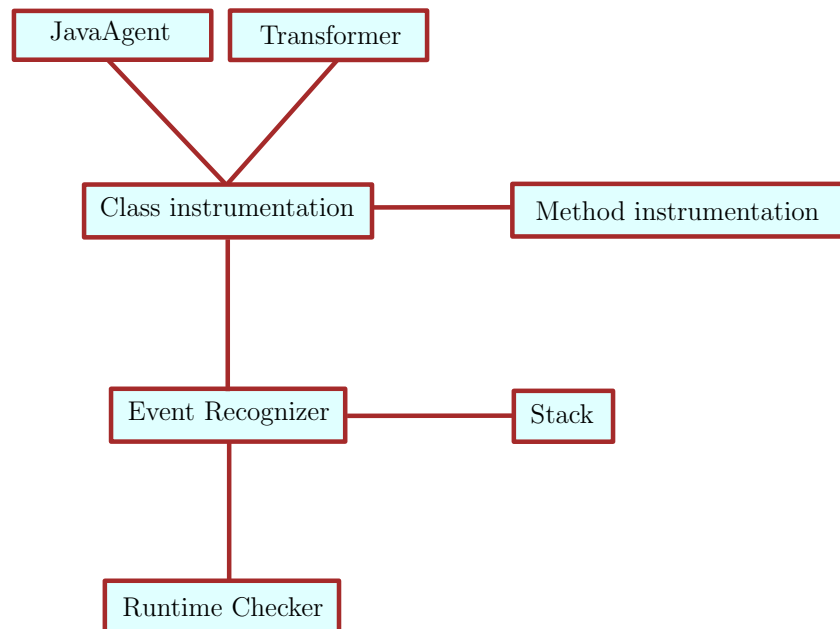 JavaAgent
Transformer
Class instrumentation
Method instrumentation
Event Recognizer
Stack
Runtime Checker